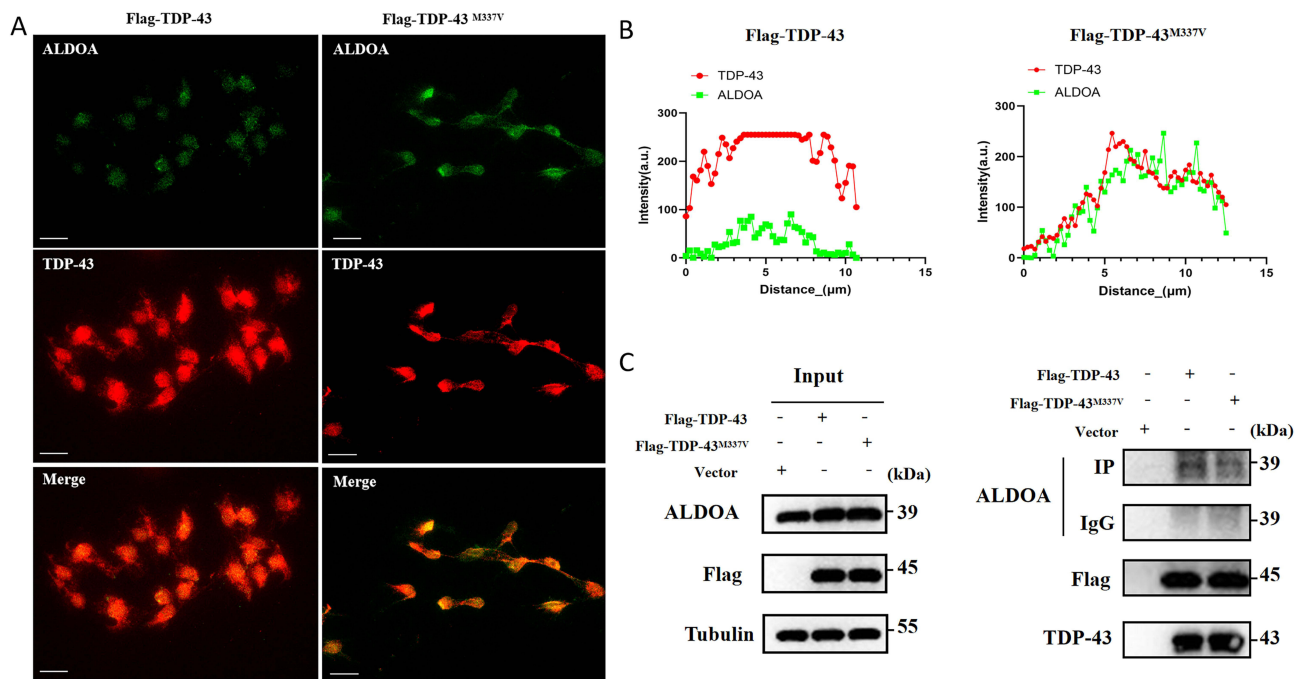 A
Flag-TDP-43
Flag-TDP-43 M337V
ALDOA
ALDOA
TDP-43
TDP-43
Merge
Merge
B
Flag-TDP-43
TDP-43
ALDOA
Intensity(a.u.)
300
200
100
0
0 5 10 15
Distance_(μm)
Flag-TDP-43M337V
TDP-43
ALDOA
Intensity(a.u.)
300
200
100
0
0 5 10 15
Distance_(μm)
C
Input
Flag-TDP-43 - + -
Flag-TDP-43M337V - - +
Vector + - - (kDa)
ALDOA 39
Flag 45
Tubulin 55
Flag-TDP-43 - + -
Flag-TDP-43M337V - - +
Vector + - - (kDa)
ALDOA
IP 39
IgG 39
Flag 45
TDP-43 43